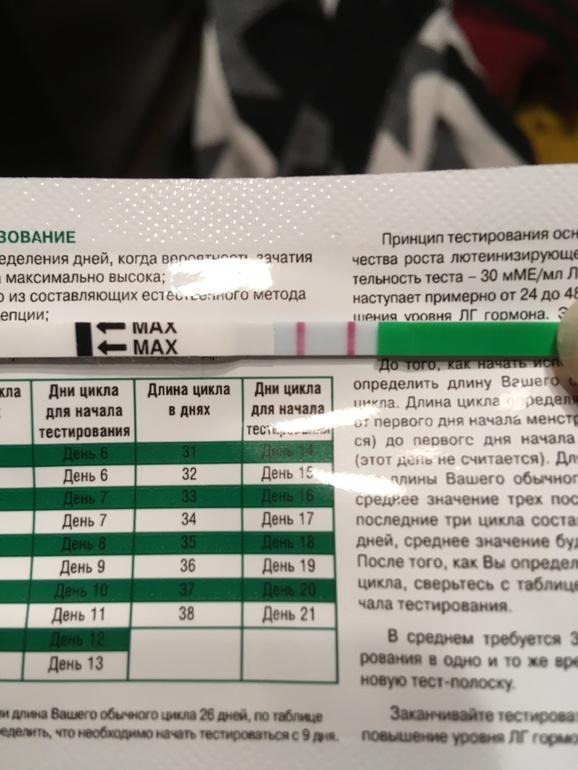 ЗОВАНИЕ
еделения дней, когда вероятность зачатия
максимально высока;
о из составляющих естественного метода
епции;
Принцип тестирования осн
чества роста лютеинизирующе
тельность теста – 30 мМЕ/мл Л
наступает примерно от 24 до 48
шения уровня ЛГ гормона. Э
MAX
MAX
До того, как начать исп
определить длину Вашего
цикла. Длина цикла определя
от первого дня начала менстр
ся) до первого дня начала
(этот день не считается). Дл
длины Вашего обычног
среднее значение трех пос
последние три цикла соста
дней, среднее значение буд
После того, как Вы определ
цикла, сверьтесь с таблице
чала тестирования.
В среднем требуется 3
рования в одно и то же вре
новую тест-полоску.
Заканчивайте тестирова
повышение уровня ЛГ гормо
кла Дни цикла для начала тестирования Длина цикла в днях Дни цикла для начала тестирования
День 6 31 День 14
День 6 32 День 15
День 7 33 День 16
День 7 34 День 17
День 8 35 День 18
День 9 36 День 19
День 10 37 День 20
День 11 38 День 21
День 12
День 13
и длина Вашего обычного цикла 26 дней, по таблице
ределить, что необходимо начать тестироваться с 9 дня.